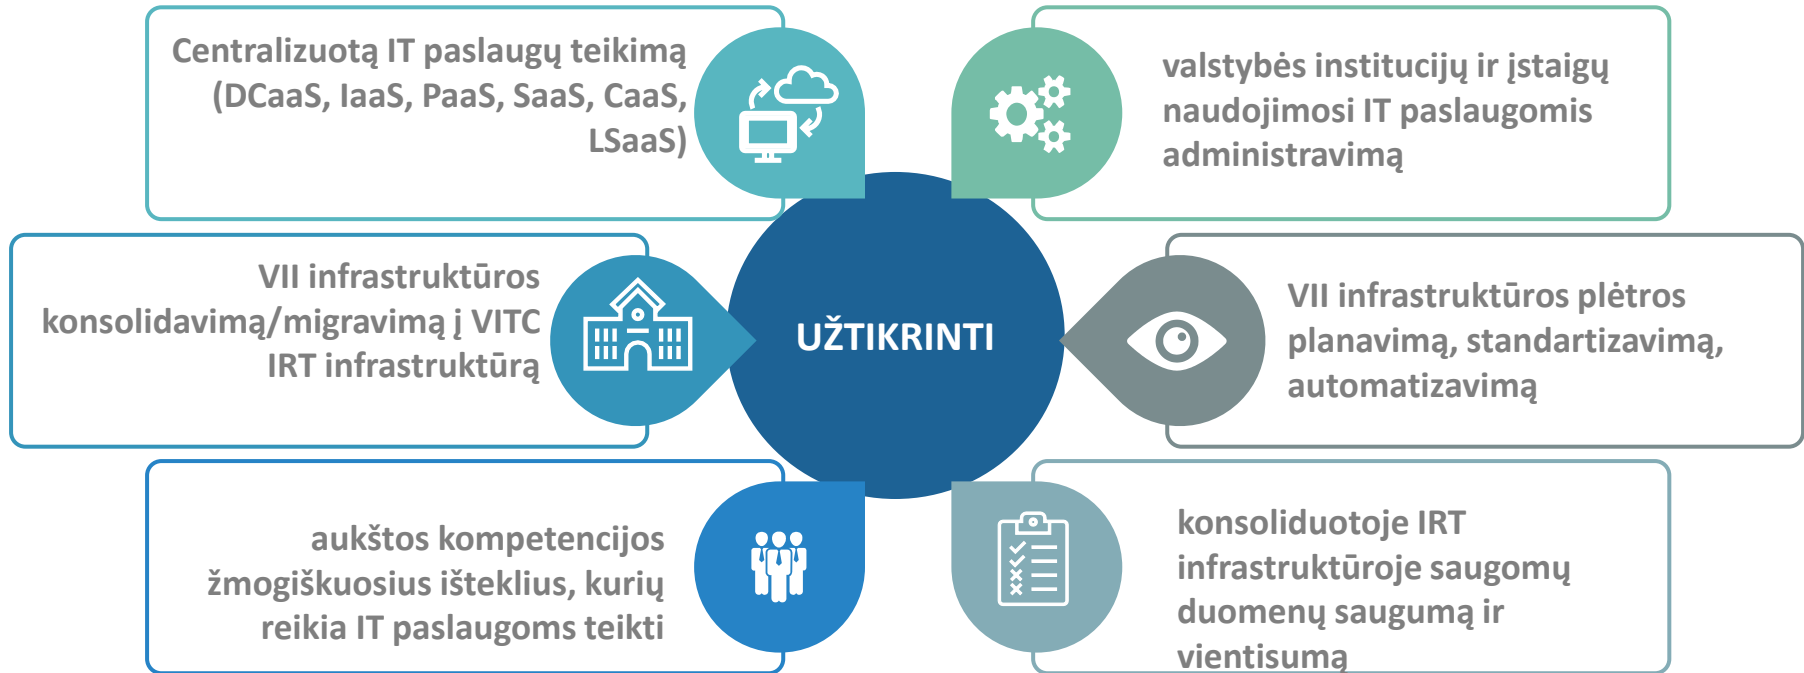 Centralizuotą IT paslaugų teikimą
(DCaaS, IaaS, PaaS, SaaS, CaaS,
LSaaS)
valstybės institucijų ir įstaigų
naudojimosi IT paslaugomis
administravimą
VII infrastruktūros
konsolidavimą/migravimą į VITC
IRT infrastruktūrą
UŽTIKRINTI
VII infrastruktūros plėtros
planavimą, standartizavimą,
automatizavimą
aukštos kompetencijos
žmogiškuosius išteklius, kurių
reikia IT paslaugoms teikti
konsoliduotoje IRT
infrastruktūroje saugomų
duomenų saugumą ir
vientisumą